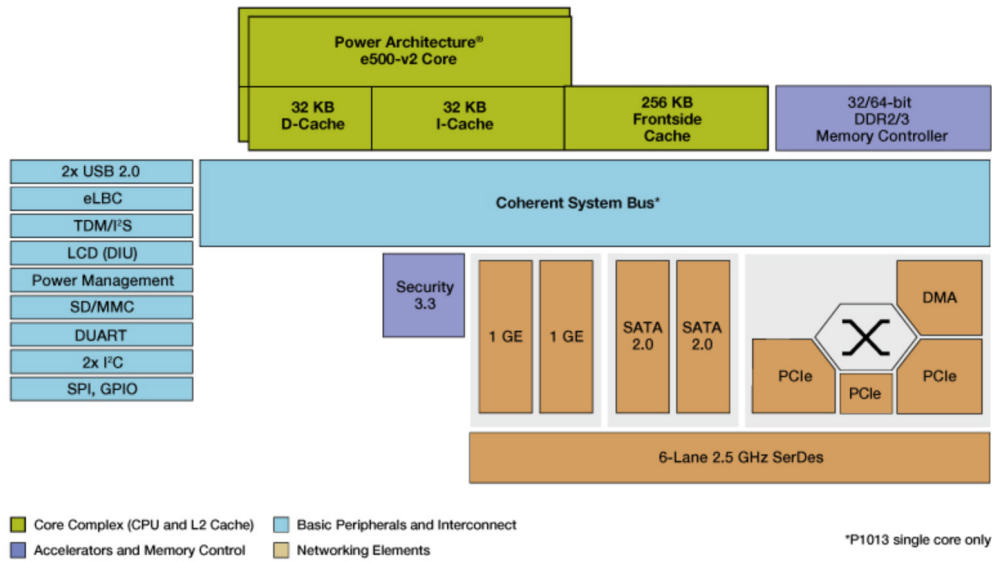 Power Architecture®
e500-v2 Core
32 KB
D-Cache
32 KB
I-Cache
256 KB
Frontside
Cache
32/64-bit
DDR2/3
Memory Controller
2x USB 2.0
eLBC
TDM/I²S
LCD (DIU)
Power Management
SD/MMC
DUART
2x I²C
SPI, GPIO
Coherent System Bus*
Security
3.3
1 GE
1 GE
SATA
2.0
SATA
2.0
DMA
PCIe
PCIe
PCIe
6-Lane 2.5 GHz SerDes
Core Complex (CPU and L2 Cache)
Basic Peripherals and Interconnect
Accelerators and Memory Control
Networking Elements
*P1013 single core only